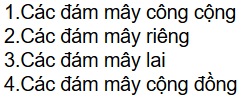 1.Các đám mây công cộng
2.Các đám mây riêng
3.Các đám mây lai
4.Các đám mây cộng đồng